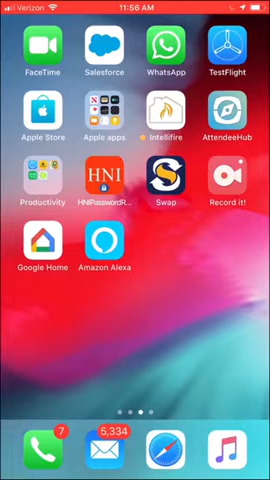 Verizon 11:56 AM
FaceTime Salesforce WhatsApp TestFlight
Apple Store Apple apps Intellifire AttendeeHub
HNI
Productivity HNIPasswordR... Swap Record it!
Google Home Amazon Alexa
7 5,334